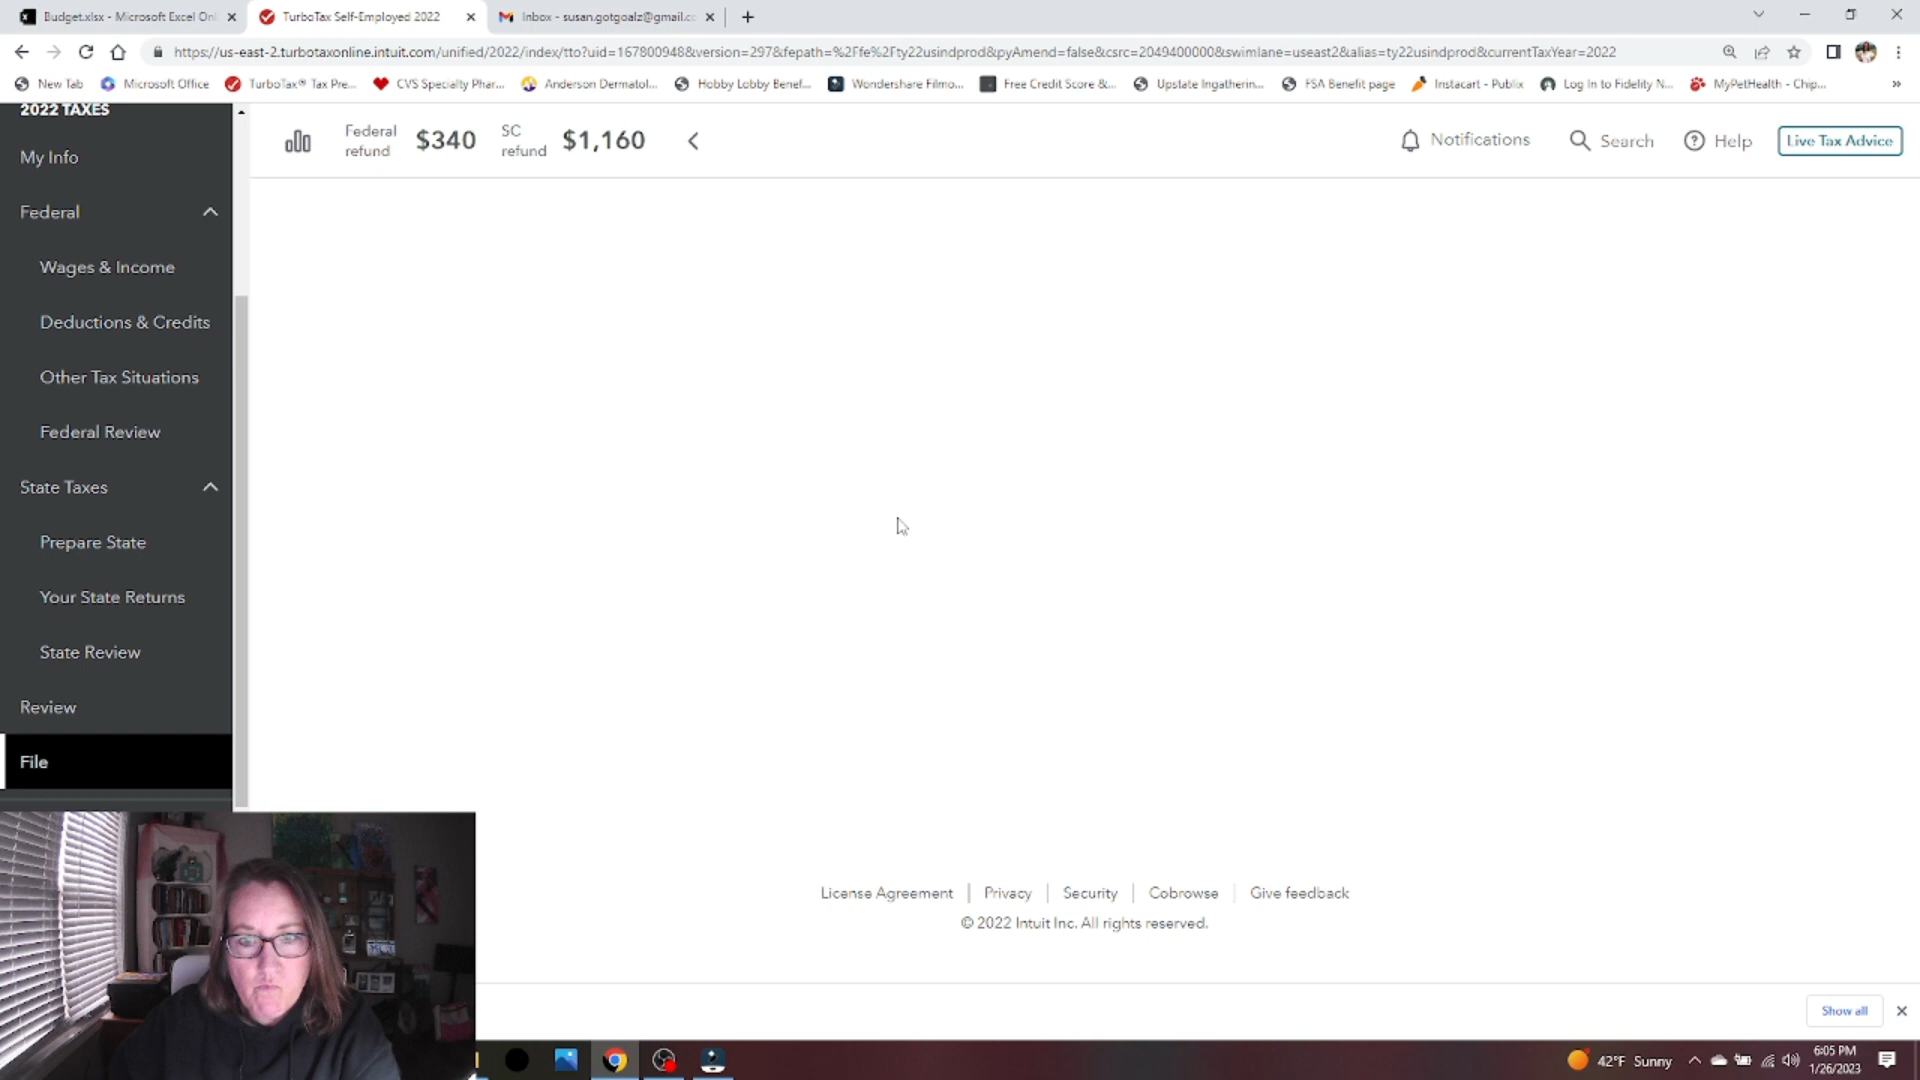 Budget.xlsx - Microsoft Excel Onl
TurboTax Self-Employed 2022
Inbox - susan.gotgoalz@gmail.co
https://us-east-2.turbotaxonline.intuit.com/unified/2022/index/tto?uid=167800948&version=297&fepath=%2Ffe%2Fty22usindprod&pyAmend=false&csrc=2049400000&swimlane=useast2&alias=ty22usindprod&currentTaxYear=2022
New Tab
Microsoft Office
TurboTax® Tax Pre...
CVS Specialty Phar...
Anderson Dermatol...
Hobby Lobby Benef...
Wondershare Filmo...
Free Credit Score &...
Upstate Ingatherin...
FSA Benefit page
Instacart - Publix
Log In to Fidelity N...
MyPetHealth - Chip...
»
2022 TAXES
My Info
Federal
Wages & Income
Deductions & Credits
Other Tax Situations
Federal Review
State Taxes
Prepare State
Your State Returns
State Review
Review
File
Federal refund $340
SC refund $1,160
Notifications
Search
Help
Live Tax Advice
License Agreement | Privacy | Security | Cobrowse | Give feedback
© 2022 Intuit Inc. All rights reserved.
Show all
42°F Sunny
6:05 PM
1/26/2023